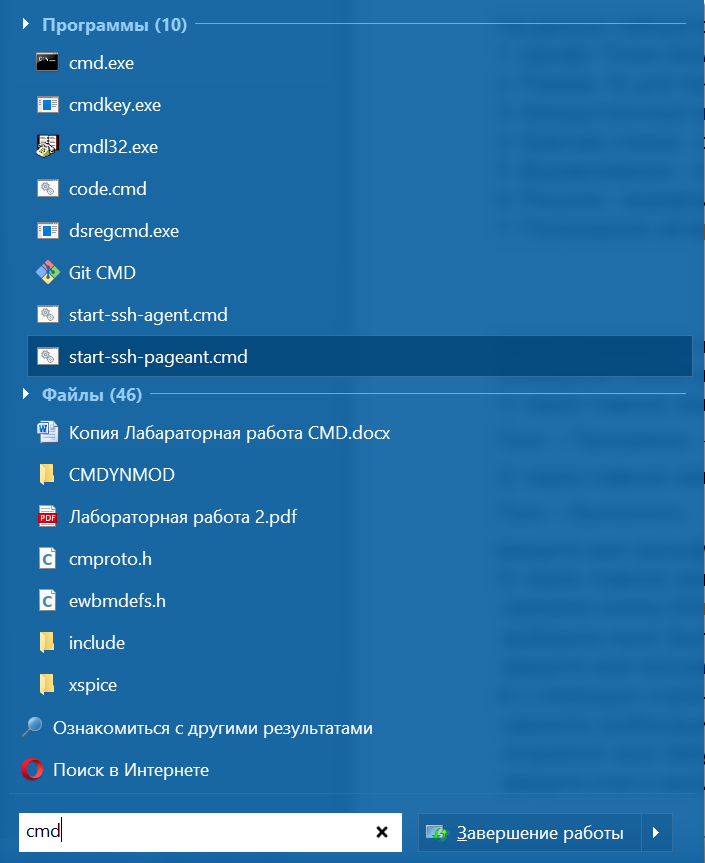 Программы (10)
cmd.exe
cmdkey.exe
cmdl32.exe
code.cmd
dsregcmd.exe
Git CMD
start-ssh-agent.cmd
start-ssh-pageant.cmd
Файлы (46)
Копия Лабараторная работа CMD.docx
CMDYNMOD
Лабораторная работа 2.pdf
cmproto.h
ewbmdefs.h
include
xspice
Ознакомиться с другими результатами
Поиск в Интернете
cmd
Завершение работы